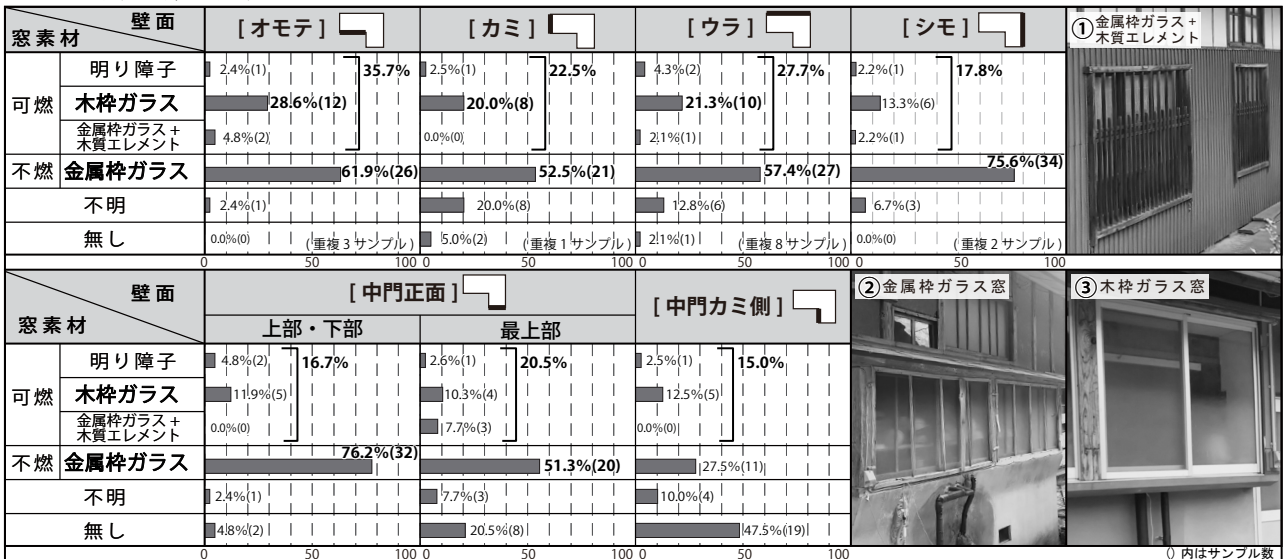 壁面
窓素材
[オモテ]
[カミ]
[ウラ]
[シモ]
①金属枠ガラス+
木質エレメント
可燃
明り障子
2.4%(1)
35.7%
2.5%(1)
22.5%
4.3%(2)
27.7%
2.2%(1)
17.8%
木枠ガラス
28.6%(12)
20.0%(8)
21.3%(10)
13.3%(6)
金属枠ガラス+
木質エレメント
4.8%(2)
0.0%(0)
2.1%(1)
2.2%(1)
不燃 金属枠ガラス
61.9%(26)
52.5%(21)
57.4%(27)
75.6%(34)
不明
2.4%(1)
20.0%(8)
12.8%(6)
6.7%(3)
無し
0.0%(0)
(重複3サンプル)
5.0%(2)
(重複1サンプル)
2.1%(1)
(重複8サンプル)
0.0%(0)
(重複2サンプル)
0 50 100 0 50 100 0 50 100 0 50 100
壁面
窓素材
[中門正面]
[中門カミ側]
上部・下部
最上部
②金属枠ガラス窓
③木枠ガラス窓
可燃
明り障子
4.8%(2)
16.7%
2.6%(1)
20.5%
2.5%(1)
15.0%
木枠ガラス
11.9%(5)
10.3%(4)
12.5%(5)
金属枠ガラス+
木質エレメント
0.0%(0)
7.7%(3)
0.0%(0)
不燃 金属枠ガラス
76.2%(32)
51.3%(20)
27.5%(11)
不明
2.4%(1)
7.7%(3)
10.0%(4)
無し
4.8%(2)
20.5%(8)
47.5%(19)
0 50 100 0 50 100 0 50 100
()内はサンプル数